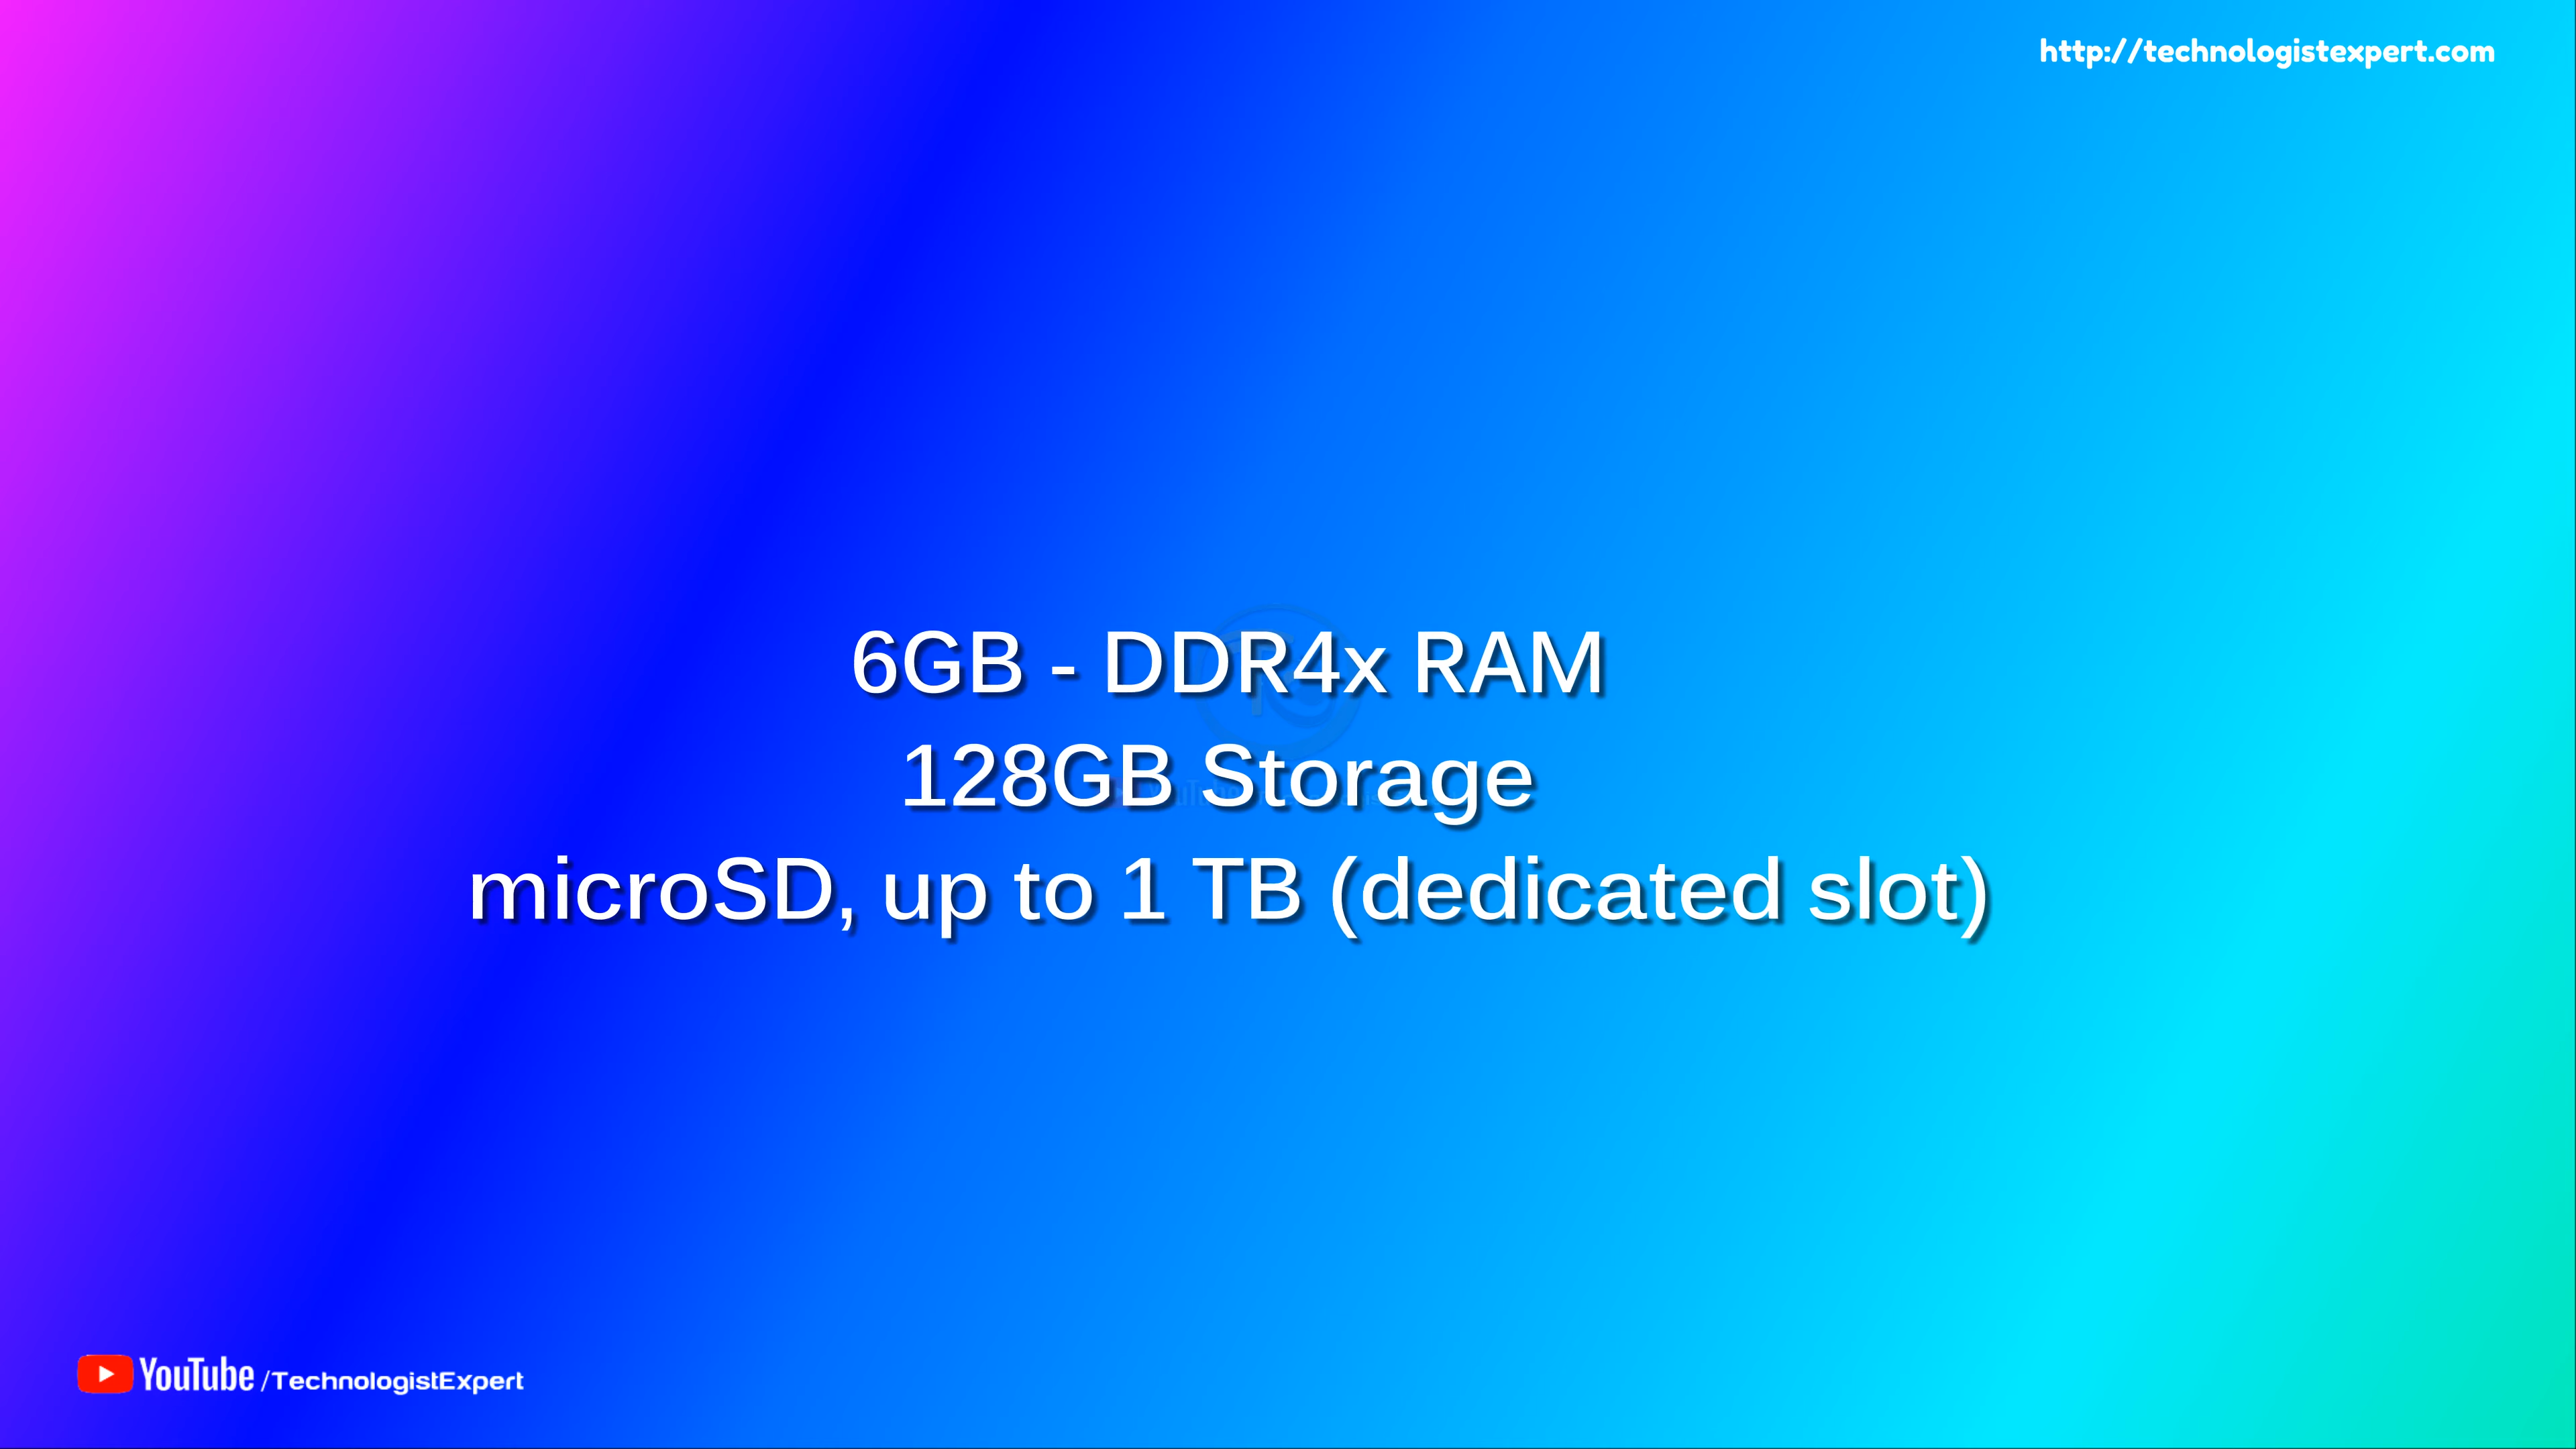 http://technologistexpert.com
6GB - DDR4x RAM
128GB Storage
microSD, up to 1 TB (dedicated slot)
YouTube /TechnologistExpert